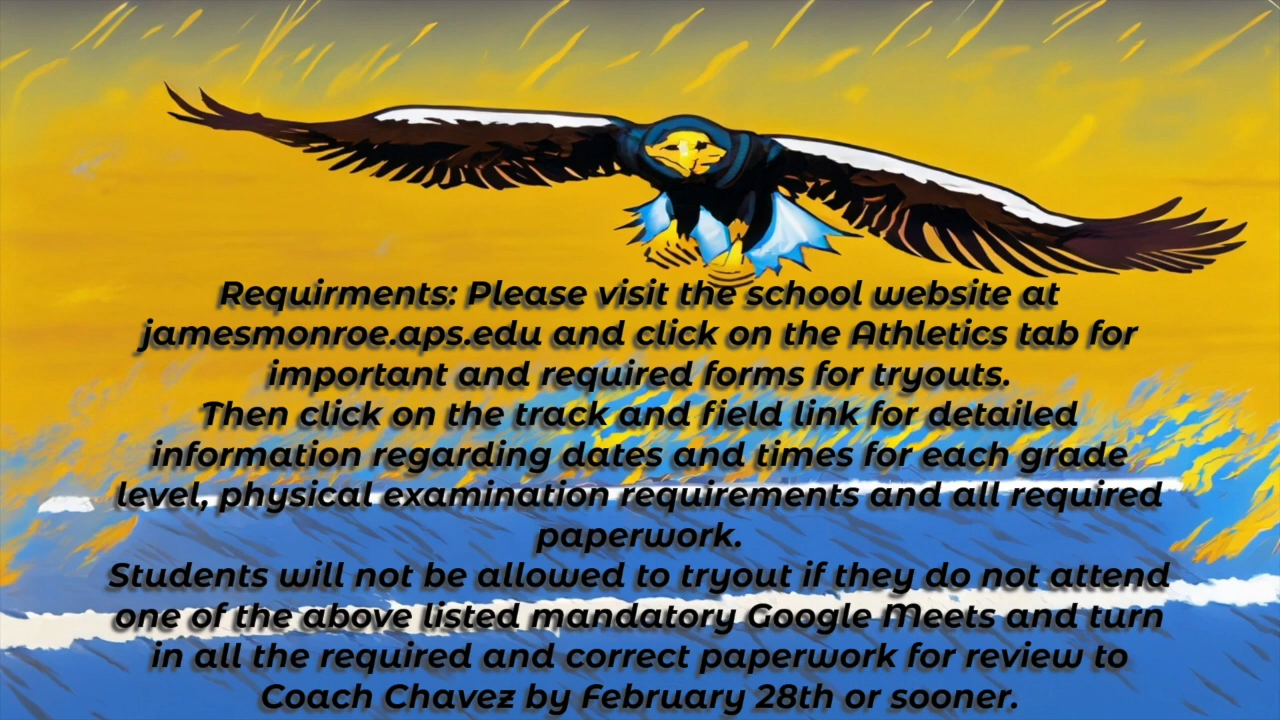 Requirments: Please visit the school website at
jamesmonroe.aps.edu and click on the Athletics tab for
important and required forms for tryouts.
Then click on the track and field link for detailed
information regarding dates and times for each grade
level, physical examination requirements and all required
paperwork.
Students will not be allowed to tryout if they do not attend
one of the above listed mandatory Google Meets and turn
in all the required and correct paperwork for review to
Coach Chavez by February 28th or sooner.